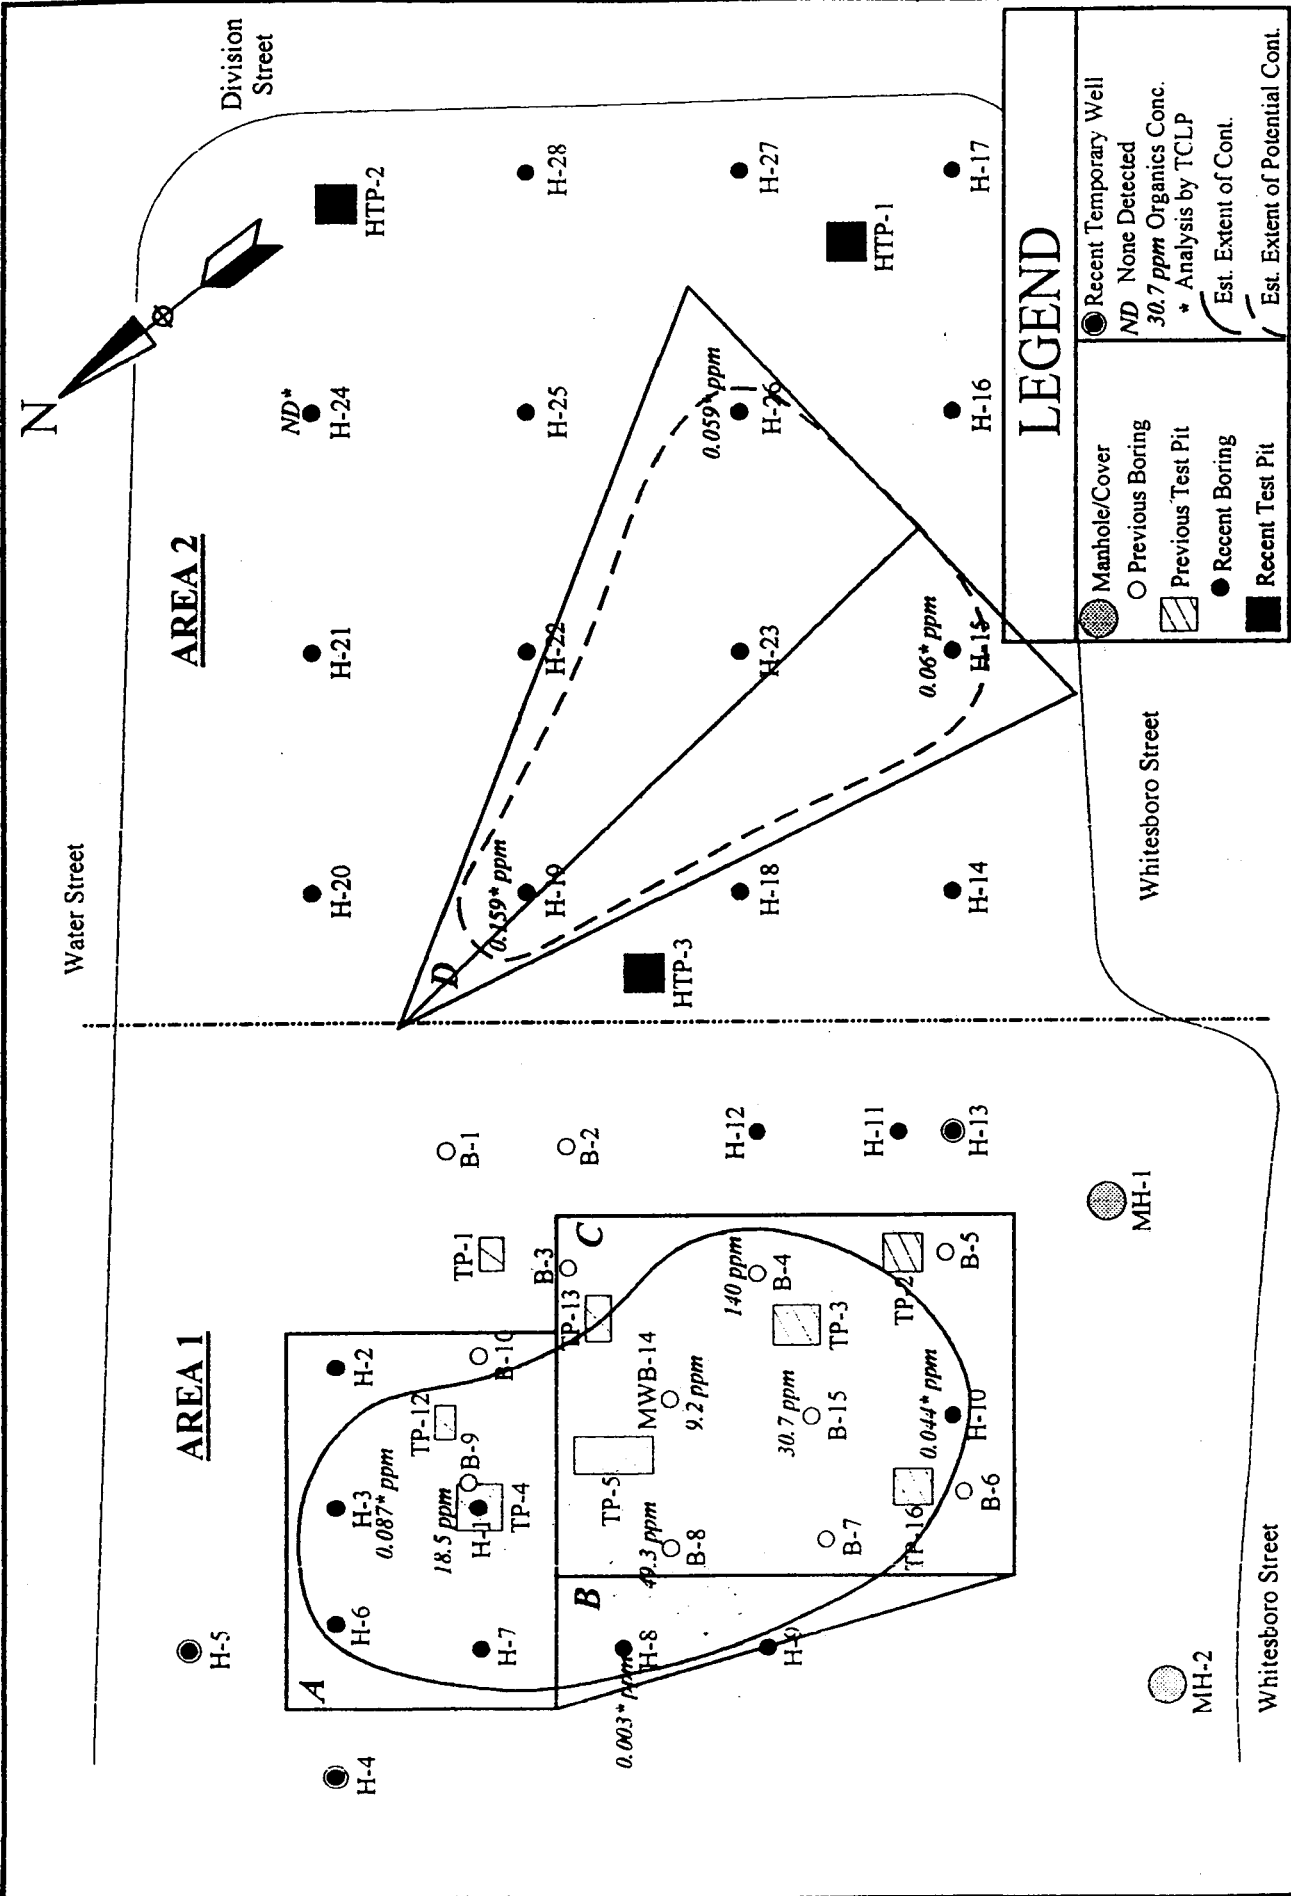 Water Street
Division
Street
N
AREA 1
AREA 2
H-5
H-4
A
H-6
H-3
0.087* ppm
H-2
H-7
18.5 ppm
H-1
TP-4
B-9
TP-12
B-10
TP-1
B-1
B
H-8
0.003* ppm
H-9
C
TP-5
49.3 ppm
B-8
MWB-14
9.2 ppm
TP-13
B-3
B-2
B-7
30.7 ppm
B-15
140 ppm
B-4
TP-3
TP-2
B-5
TP-16
B-6
0.044* ppm
H-10
H-12
H-11
H-13
MH-1
MH-2
Whitesboro Street
H-20
H-21
ND*
H-24
HTP-2
D
0.159* ppm
H-19
H-22
H-25
H-28
HTP-3
H-18
H-23
0.059* ppm
H-26
H-27
HTP-1
H-14
0.06* ppm
H-15
H-16
H-17
Whitesboro Street
LEGEND
Manhole/Cover
Previous Boring
Previous Test Pit
Recent Boring
Recent Test Pit
Recent Temporary Well
ND None Detected
30.7 ppm Organics Conc.
* Analysis by TCLP
Est. Extent of Cont.
Est. Extent of Potential Cont.